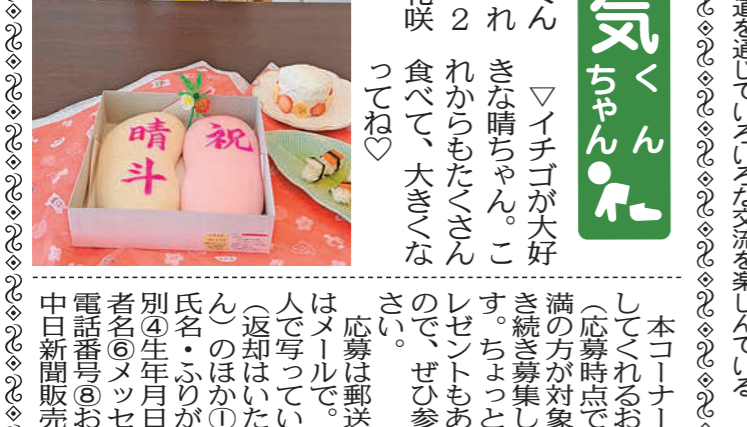 道を通じていろいろな交流を楽しんでいる
気
くん
ちゃん
▽イチゴが大好
きな晴ちゃん。こ
れからもたくさん
食べて、大きくな
ってね♡
ん
れ
2
花咲
祝
晴斗
本コーナー
してくれるお
（応募時点で
満の方が対象
き続き募集し
す。ちょっと
レゼントもあ
ので、ぜひ参
さい。
応募は郵送
はメールで。
人で写ってい
（返却はいた
ん）のほか①
氏名・ふりが
別④生年月日
者名⑥メッセ
電話番号⑧お
中日新聞販売